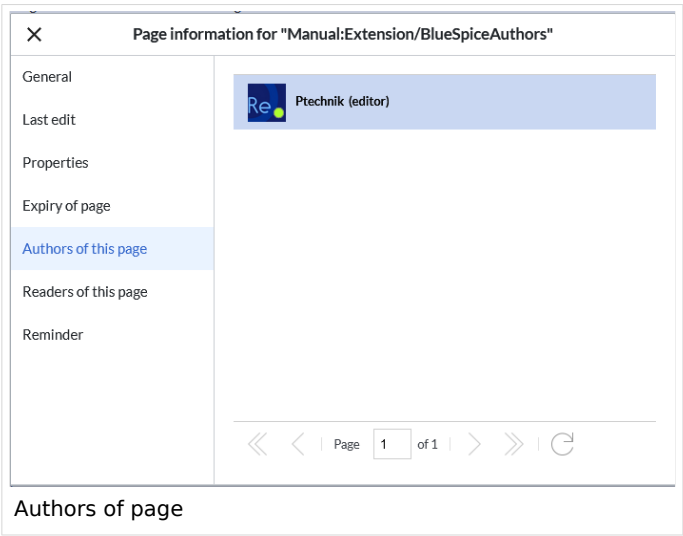 Page information for "Manual:Extension/BlueSpiceAuthors"
General
Last edit
Properties
Expiry of page
Authors of this page
Readers of this page
Reminder
Re
Ptechnik (editor)
Page 1 of 1
Authors of page